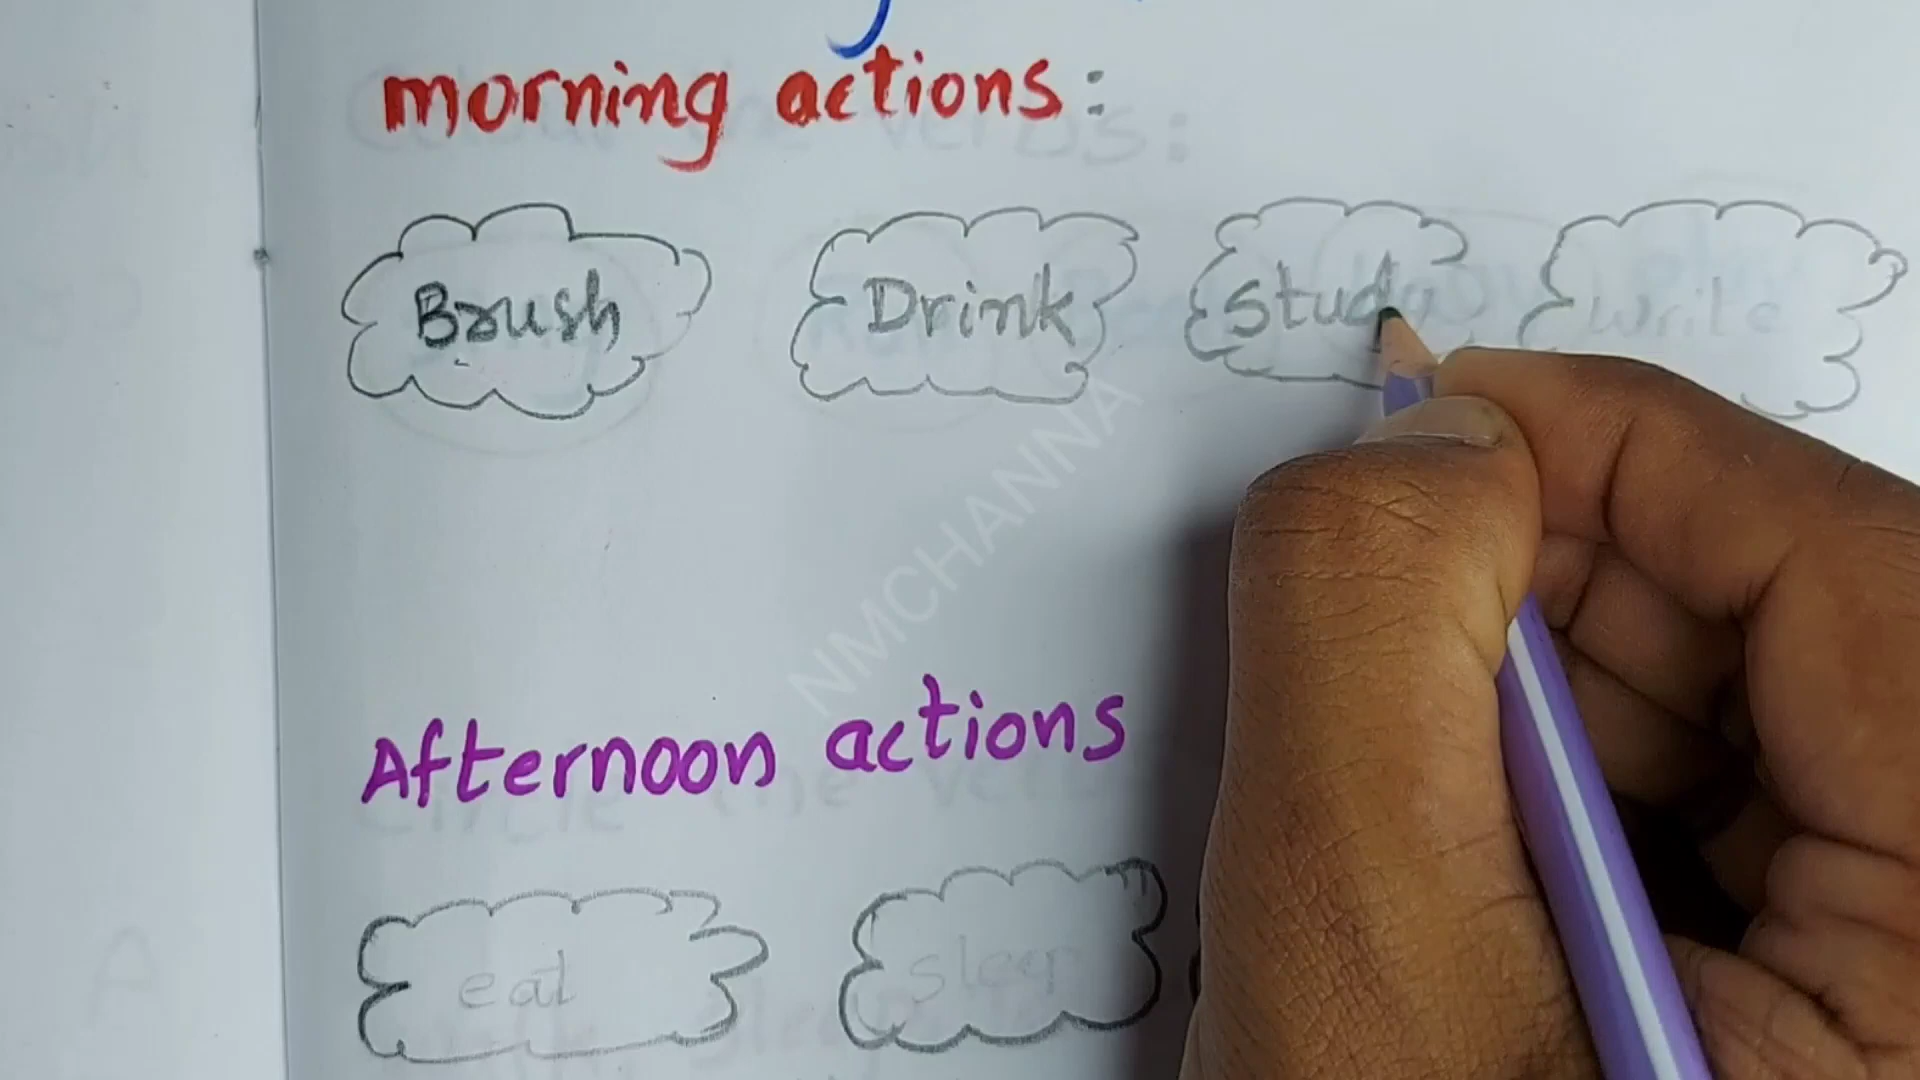 morning actions:
Brush Drink Study write
NMCHANNA
Afternoon actions
eat sleep